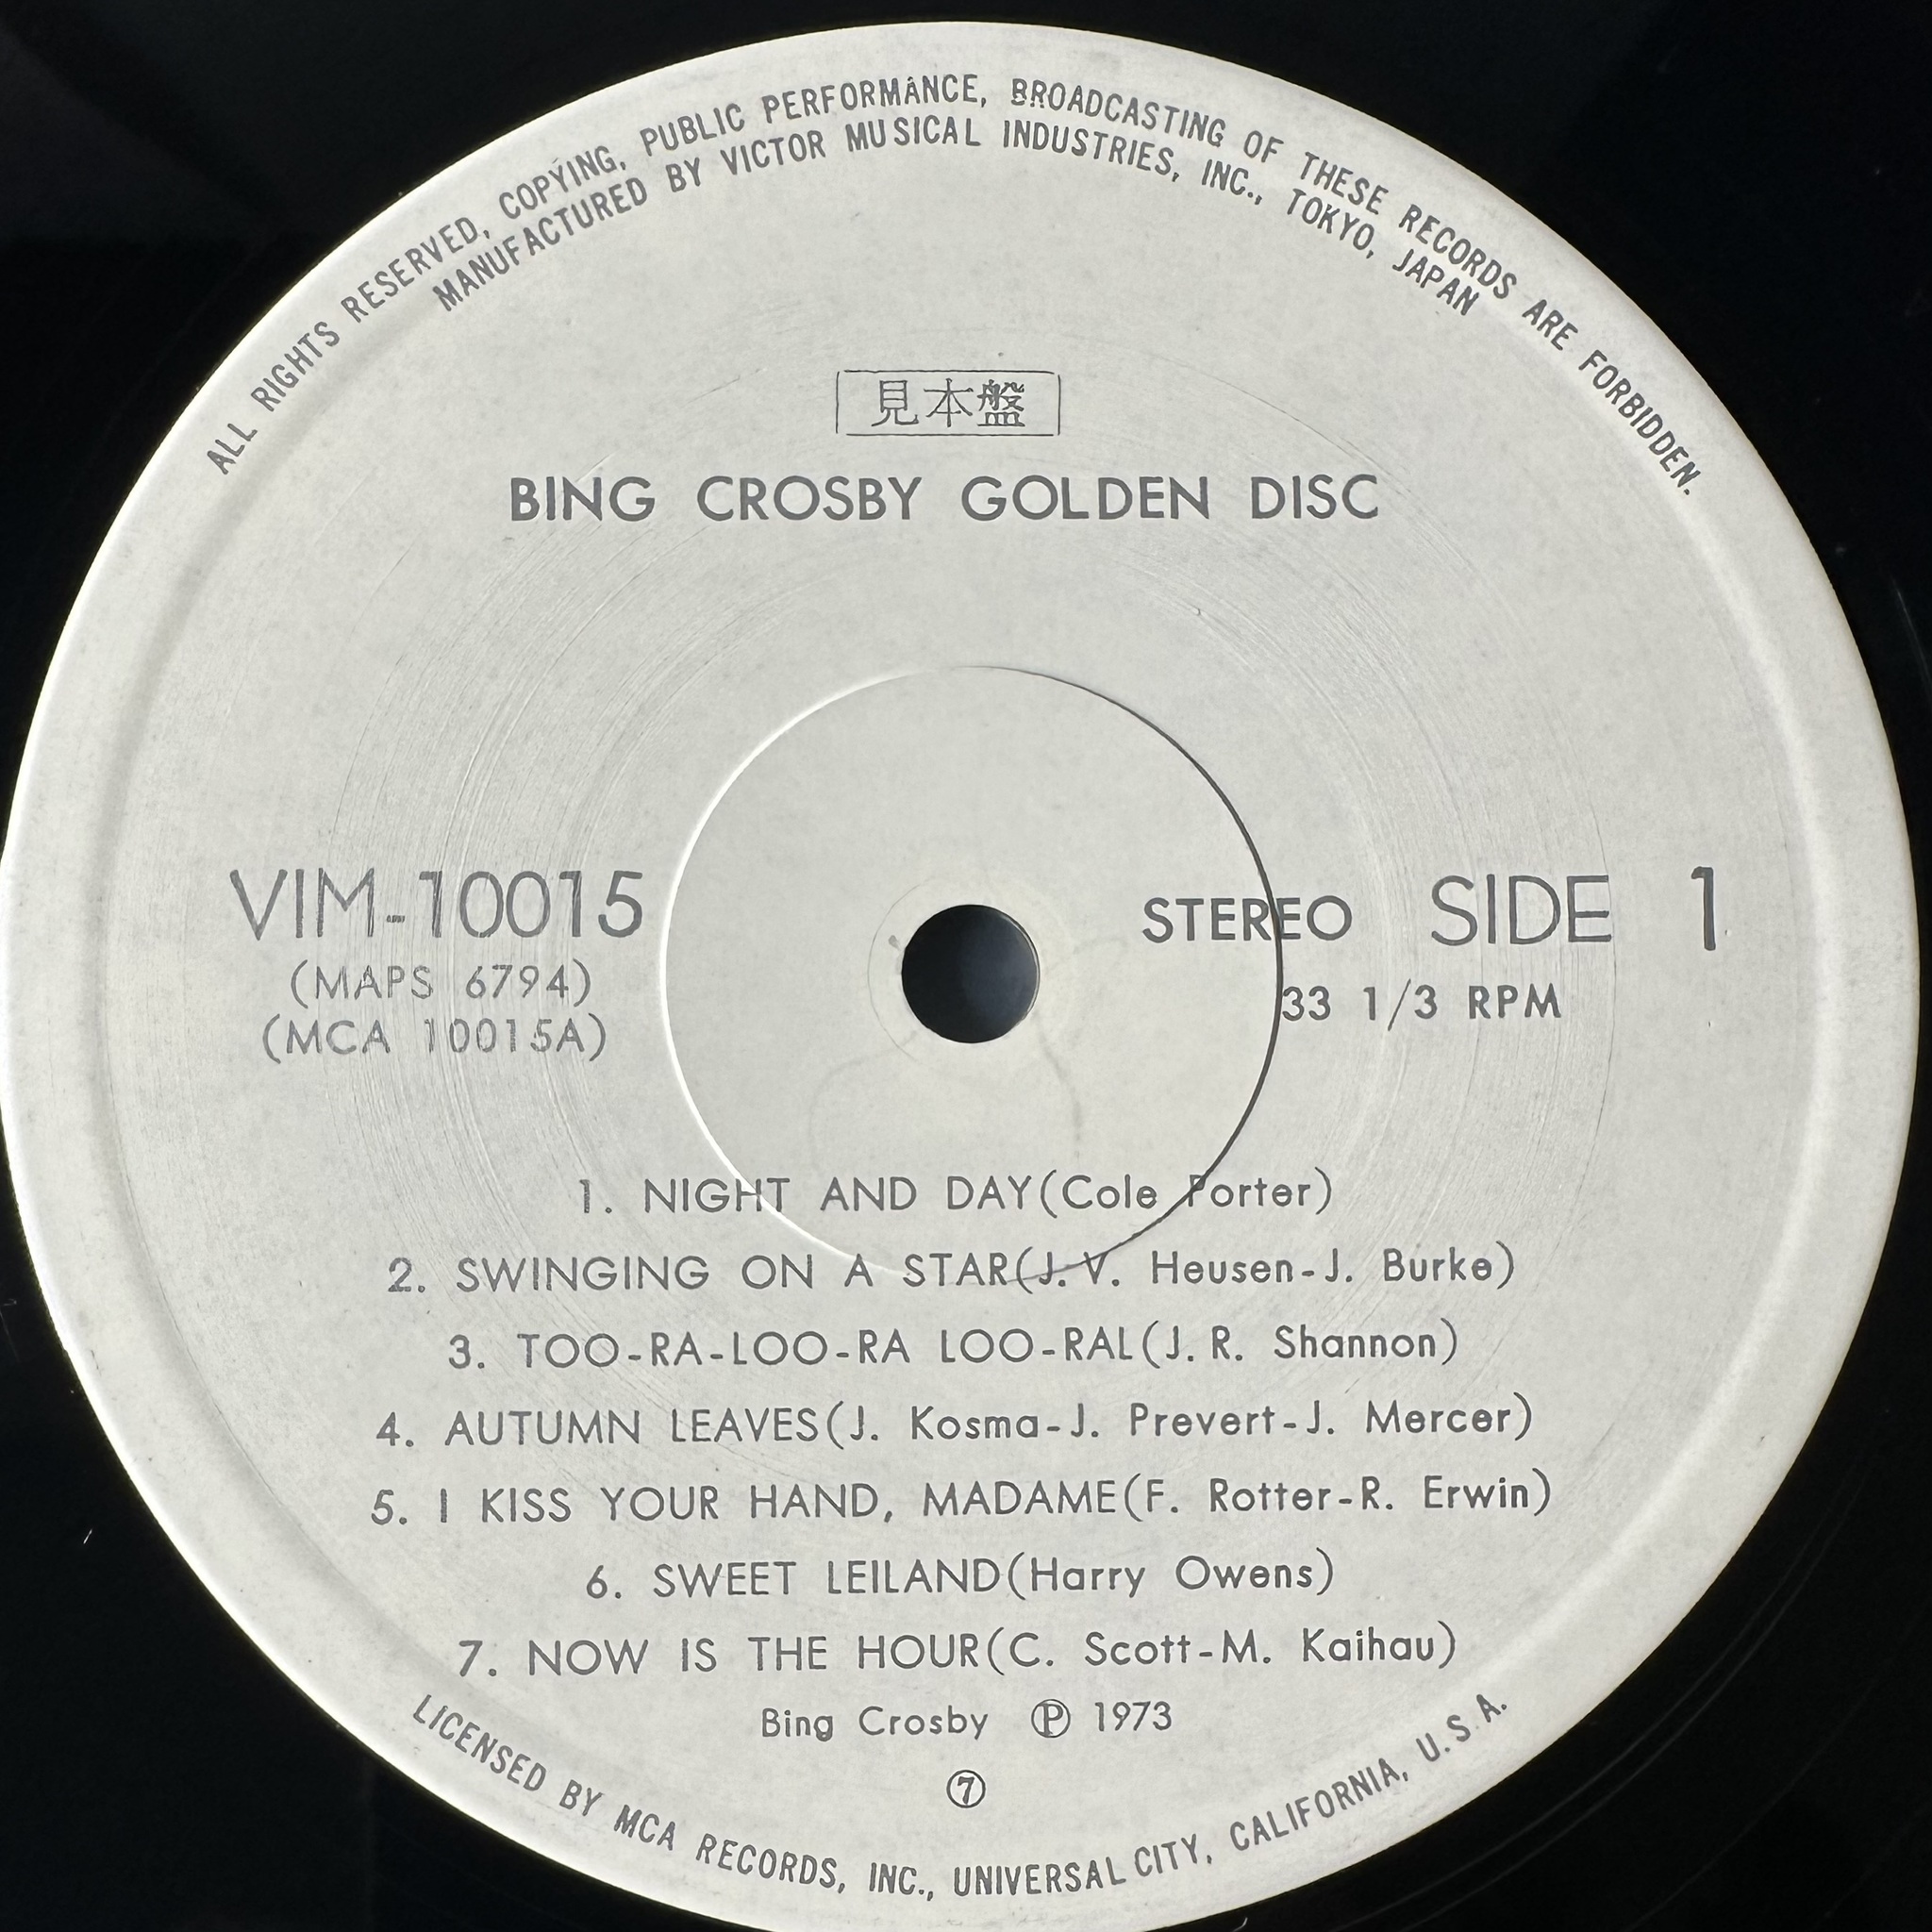 ALL RIGHTS RESERVED, COPYING, PUBLIC PERFORMANCE, BROADCASTING OF THESE RECORDS ARE FORBIDDEN.
MANUFACTURED BY VICTOR MUSICAL INDUSTRIES, INC., TOKYO, JAPAN
見本盤
BING CROSBY GOLDEN DISC
VIM-10015
(MAPS 6794)
(MCA 10015A)
STEREO SIDE 1
33 1/3 RPM
1. NIGHT AND DAY(Cole Porter)
2. SWINGING ON A STAR(J. V. Heusen-J. Burke)
3. TOO-RA-LOO-RA LOO-RAL(J. R. Shannon)
4. AUTUMN LEAVES(J. Kosma-J. Prevert-J. Mercer)
5. I KISS YOUR HAND, MADAME(F. Rotter-R. Erwin)
6. SWEET LEILAND(Harry Owens)
7. NOW IS THE HOUR(C. Scott-M. Kaihau)
Bing Crosby Ⓟ 1973
⑦
LICENSED BY MCA RECORDS, INC., UNIVERSAL CITY, CALIFORNIA, U.S.A.